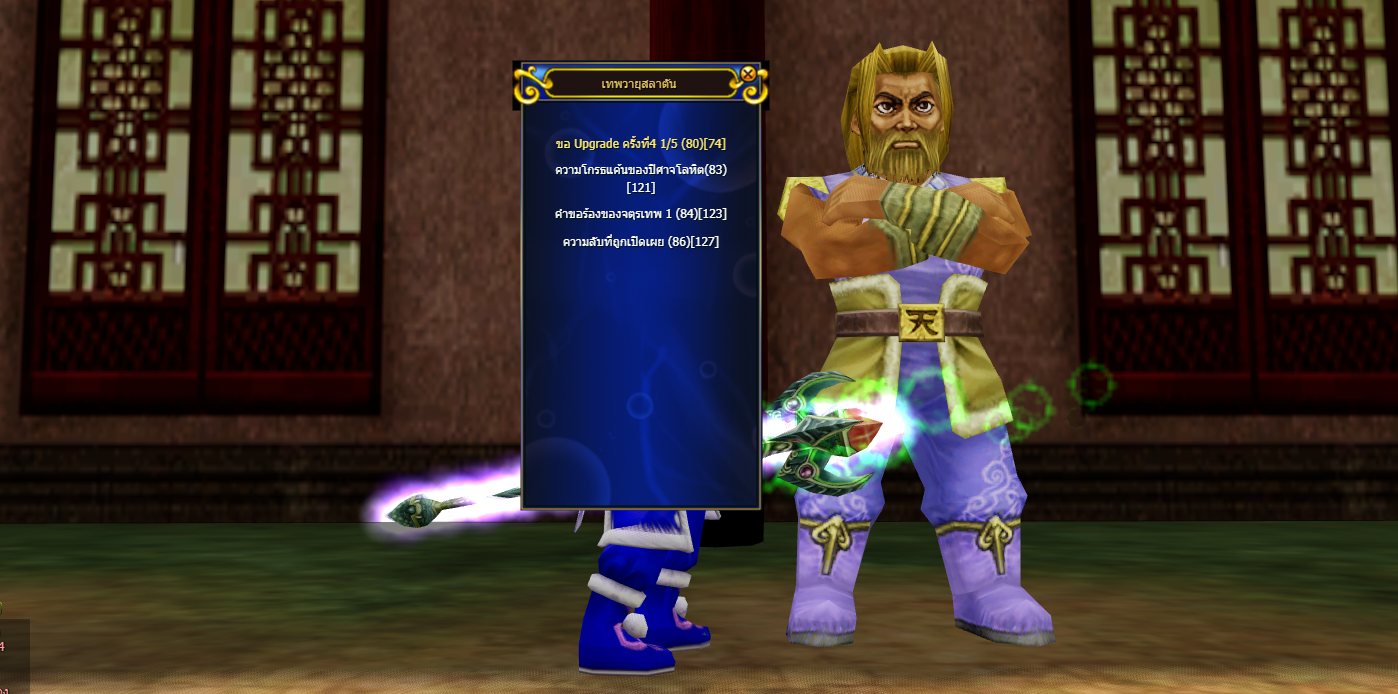 เทพวายุสลาตัน
ขอ Upgrade ครั้งที่4 1/5 (80)[74]
ความโกรธแค้นของปีศาจโลหิต(83)
[121]
คำขอร้องของจตุรเทพ 1 (84)[123]
ความลับที่ถูกเปิดเผย (86)[127]
天
4